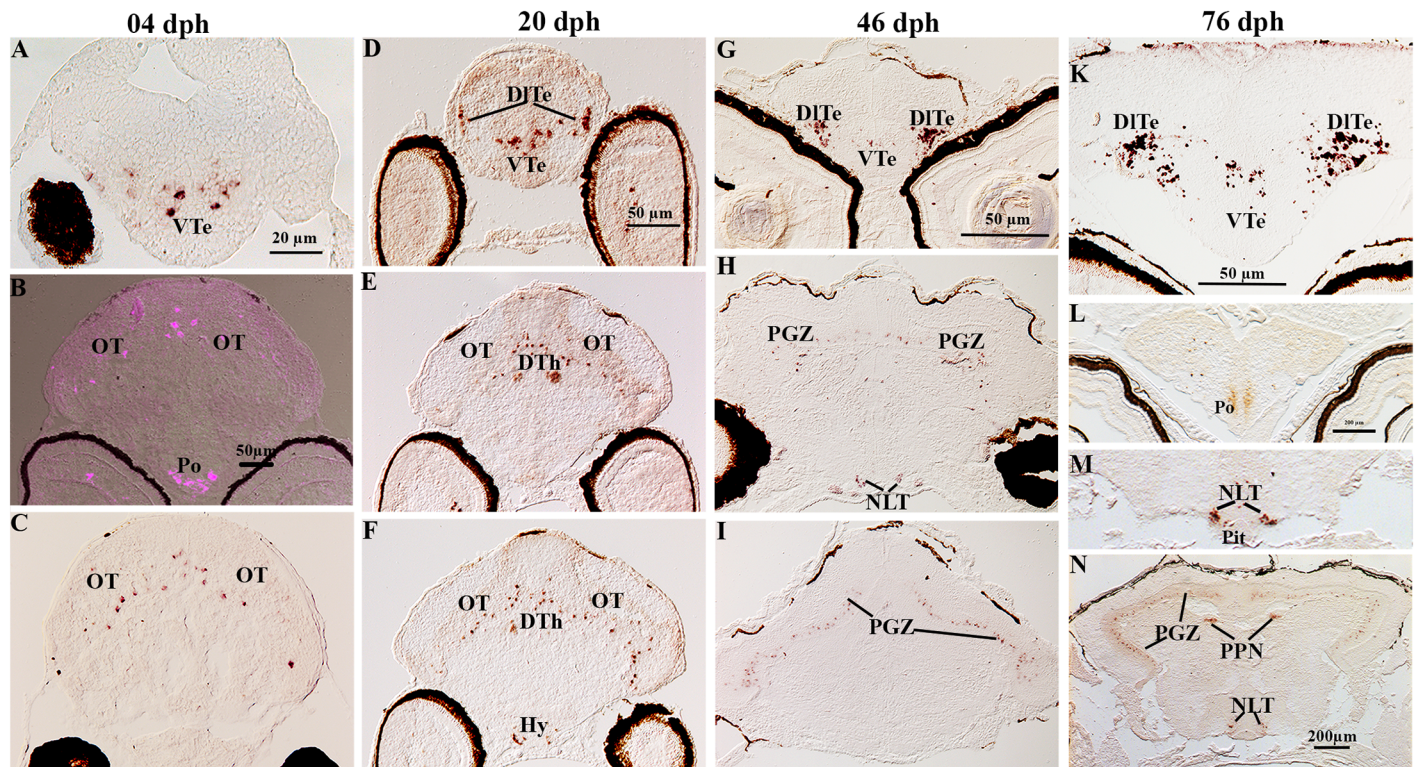 04 dph
20 dph
46 dph
76 dph
A
VTe
20 µm
B
OT
OT
Po
50µm
C
OT
OT
D
DlTe
VTe
50 µm
E
OT
OT
DTh
F
OT
OT
DTh
Hy
G
DlTe
DlTe
VTe
50 µm
H
PGZ
PGZ
NLT
I
PGZ
K
DlTe
DlTe
VTe
50 µm
L
Po
200 µm
M
NLT
Pit
N
PGZ
PPN
NLT
200µm